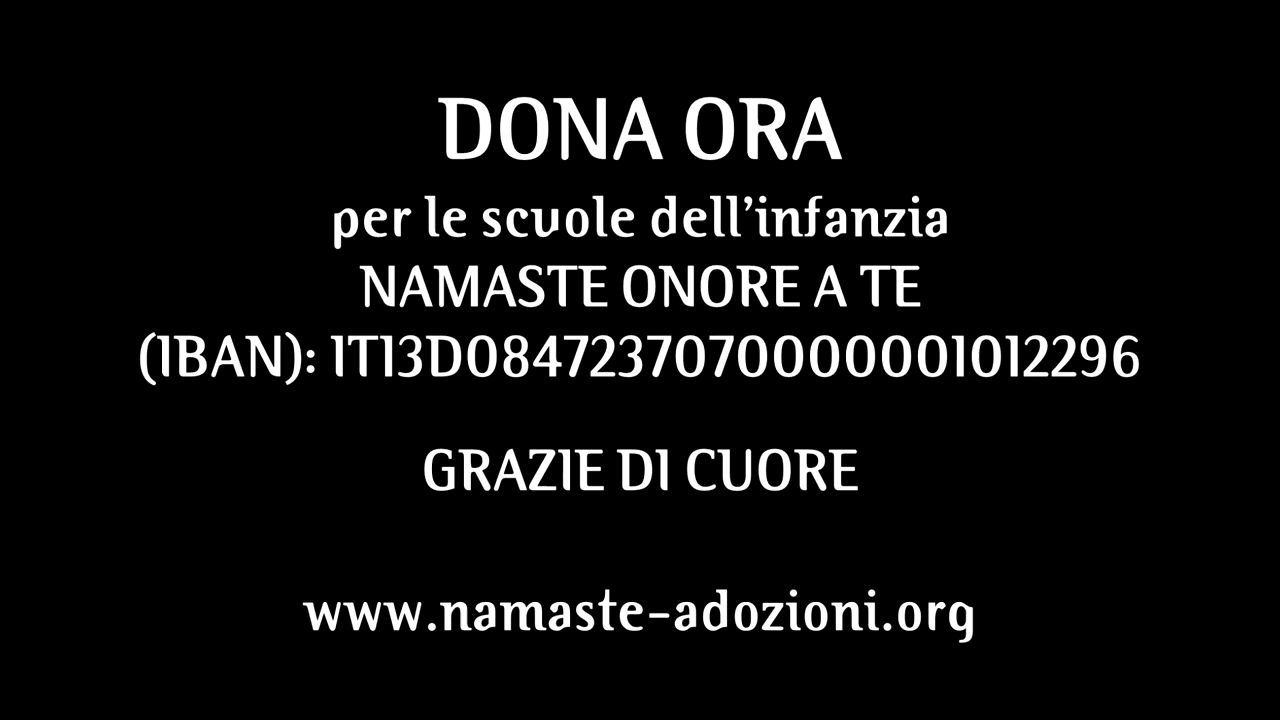 DONA ORA
per le scuole dell’infanzia
NAMASTE ONORE A TE
(IBAN): IT13D0847237070000001012296
GRAZIE DI CUORE
www.namaste-adozioni.org